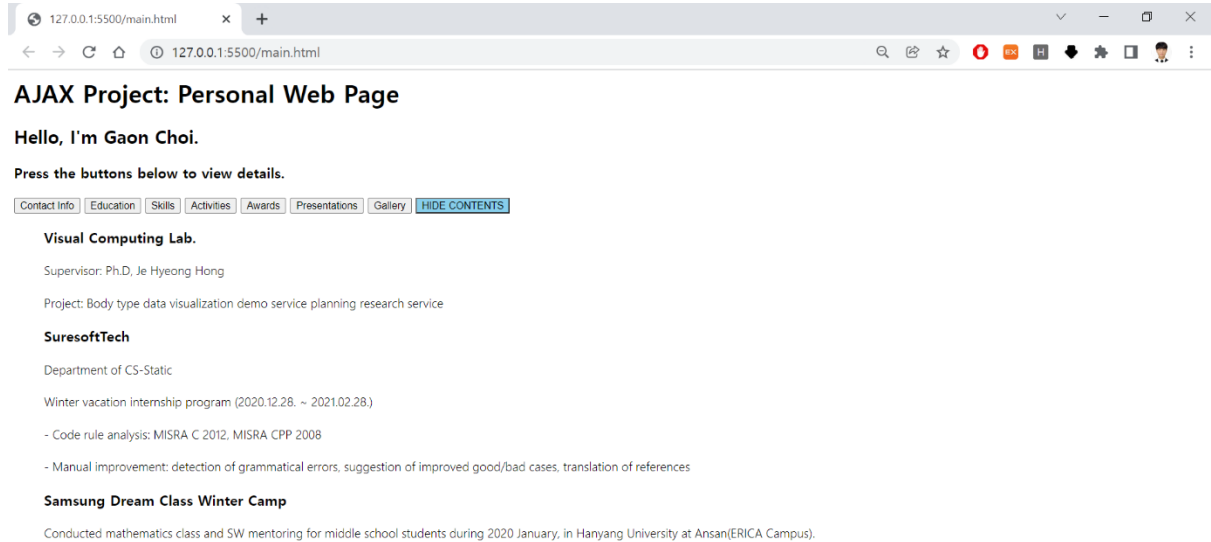 127.0.0.1:5500/main.html
127.0.0.1:5500/main.html
EX
H
AJAX Project: Personal Web Page
Hello, I'm Gaon Choi.
Press the buttons below to view details.
Contact Info Education Skills Activities Awards Presentations Gallery HIDE CONTENTS
Visual Computing Lab.
Supervisor: Ph.D, Je Hyeong Hong
Project: Body type data visualization demo service planning research service
SuresoftTech
Department of CS-Static
Winter vacation internship program (2020.12.28. ~ 2021.02.28.)
- Code rule analysis: MISRA C 2012, MISRA CPP 2008
- Manual improvement: detection of grammatical errors, suggestion of improved good/bad cases, translation of references
Samsung Dream Class Winter Camp
Conducted mathematics class and SW mentoring for middle school students during 2020 January, in Hanyang University at Ansan(ERICA Campus).